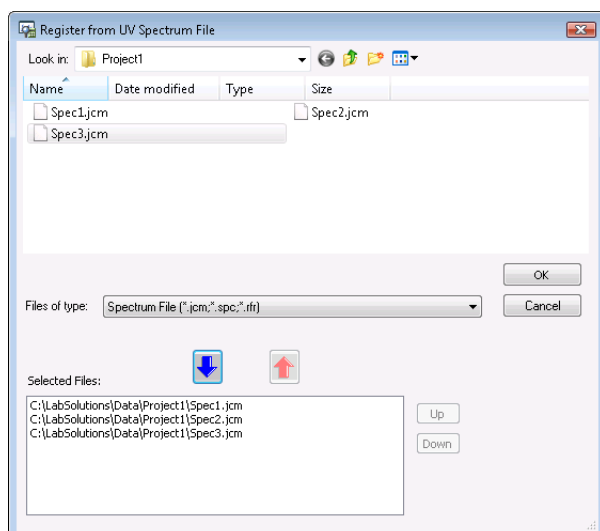 Register from UV Spectrum File
Look in: Project1
Name Date modified Type Size
Spec1.jcm Spec2.jcm
Spec3.jcm
OK
Files of type: Spectrum File (*.jcm;*.spc;*.rfr) Cancel
Selected Files:
C:\LabSolutions\Data\Project1\Spec1.jcm
C:\LabSolutions\Data\Project1\Spec2.jcm
C:\LabSolutions\Data\Project1\Spec3.jcm
Up
Down